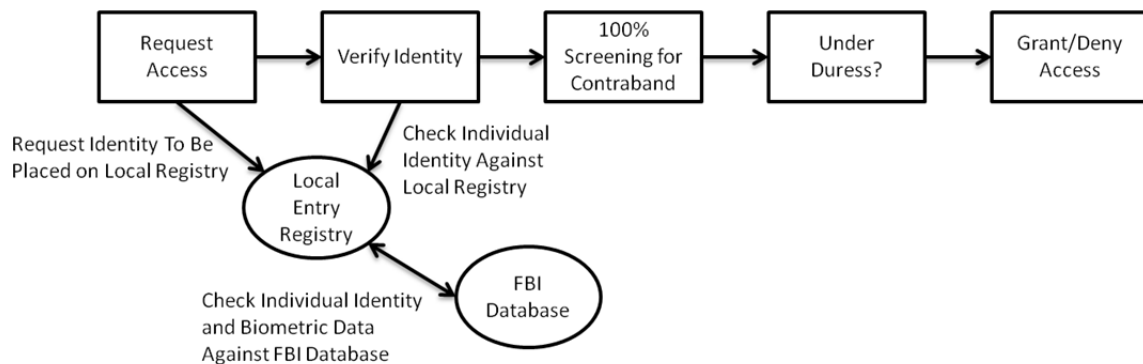 Request
Access
Verify Identity
100%
Screening for
Contraband
Under
Duress?
Grant/Deny
Access
Request Identity To Be
Placed on Local Registry
Check Individual
Identity Against
Local Registry
Local
Entry
Registry
Check Individual Identity
and Biometric Data
Against FBI Database
FBI
Database